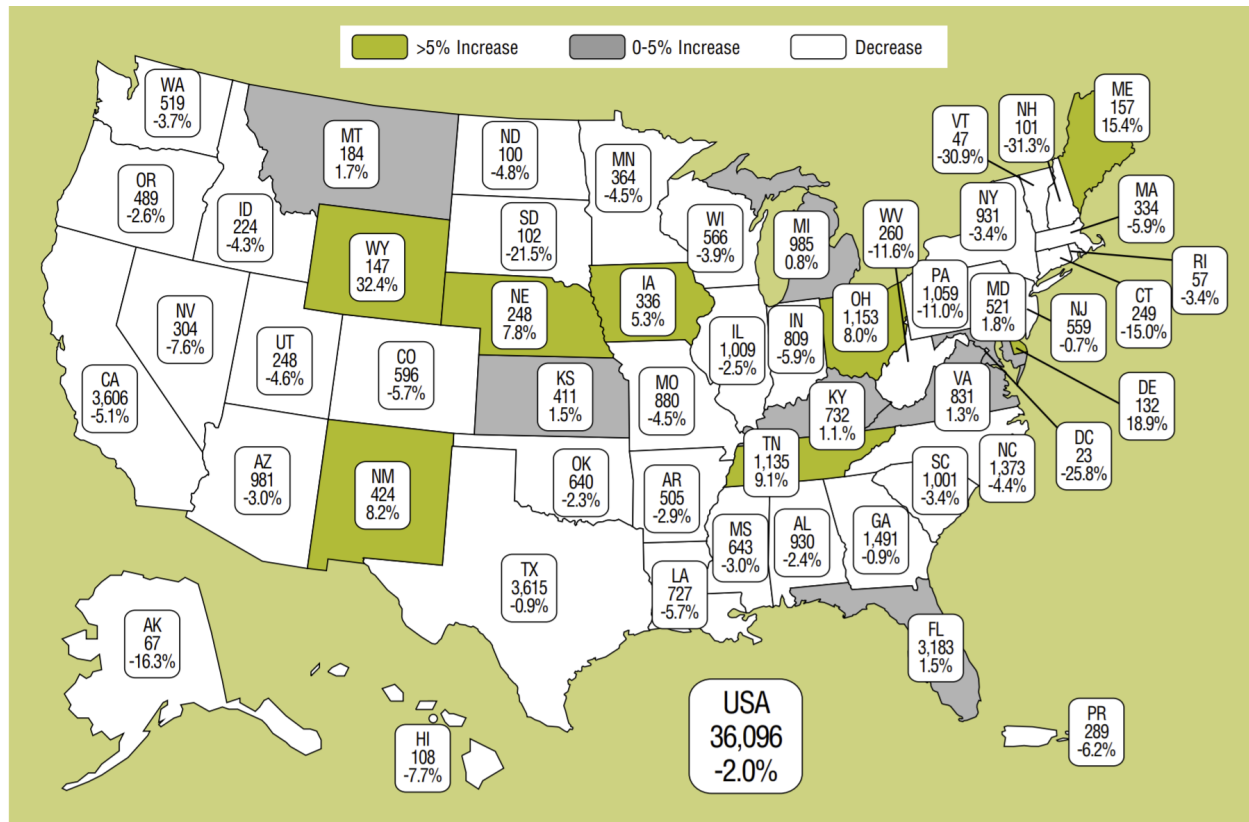 >5% Increase
0-5% Increase
Decrease
WA
519
-3.7%
MT
184
1.7%
ND
100
-4.8%
MN
364
-4.5%
VT
47
-30.9%
NH
101
-31.3%
ME
157
15.4%
OR
489
-2.6%
ID
224
-4.3%
SD
102
-21.5%
WI
566
-3.9%
MI
985
0.8%
WV
260
-11.6%
NY
931
-3.4%
MA
334
-5.9%
WY
147
32.4%
NE
248
7.8%
IA
336
5.3%
OH
1,153
8.0%
PA
1,059
-11.0%
MD
521
1.8%
NJ
559
-0.7%
CT
249
-15.0%
RI
57
-3.4%
NV
304
-7.6%
UT
248
-4.6%
CO
596
-5.7%
KS
411
1.5%
MO
880
-4.5%
IL
1,009
-2.5%
IN
809
-5.9%
KY
732
1.1.%
VA
831
1.3%
DE
132
18.9%
CA
3,606
-5.1%
AZ
981
-3.0%
NM
424
8.2%
OK
640
-2.3%
AR
505
-2.9%
TN
1,135
9.1%
SC
1,001
-3.4%
NC
1,373
-4.4%
DC
23
-25.8%
TX
3,615
-0.9%
LA
727
-5.7%
MS
643
-3.0%
AL
930
-2.4%
GA
1,491
-0.9%
AK
67
-16.3%
HI
108
-7.7%
FL
3,183
1.5%
USA
36,096
-2.0%
PR
289
-6.2%